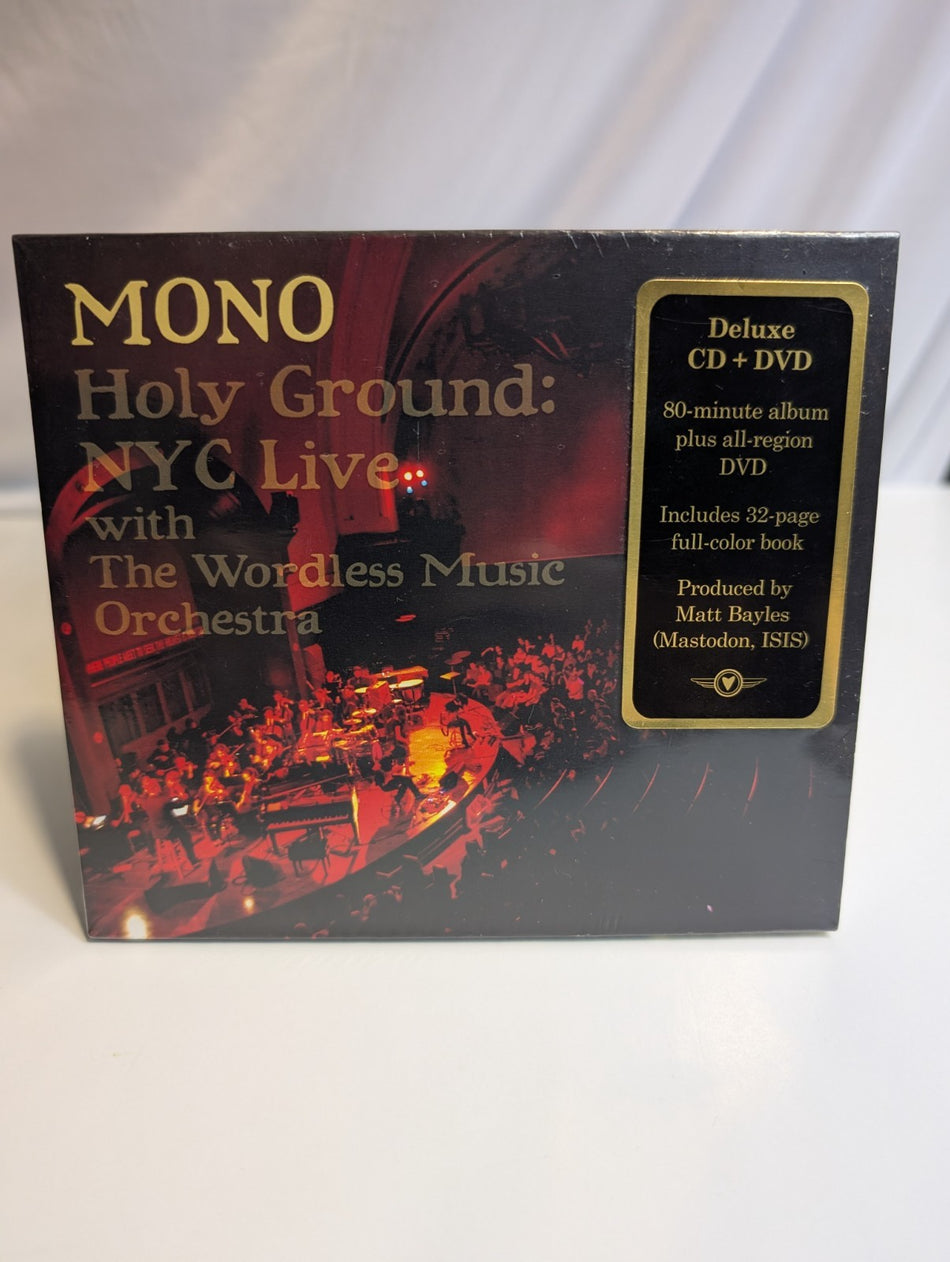 MONO
Holy Ground:
NYC Live
with
The Wordless Music
Orchestra
Deluxe
CD + DVD
80-minute album
plus all-region
DVD
Includes 32-page
full-color book
Produced by
Matt Bayles
(Mastodon, ISIS)